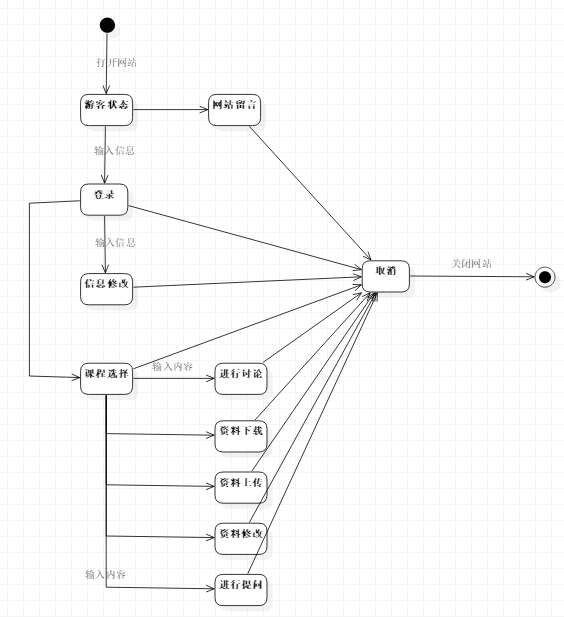 打开网站
游客状态
网站留言
输入信息
登录
输入信息
取消
关闭网站
信息修改
课程选择
输入内容
进行讨论
资料下载
资料上传
资料修改
输入内容
进行提问